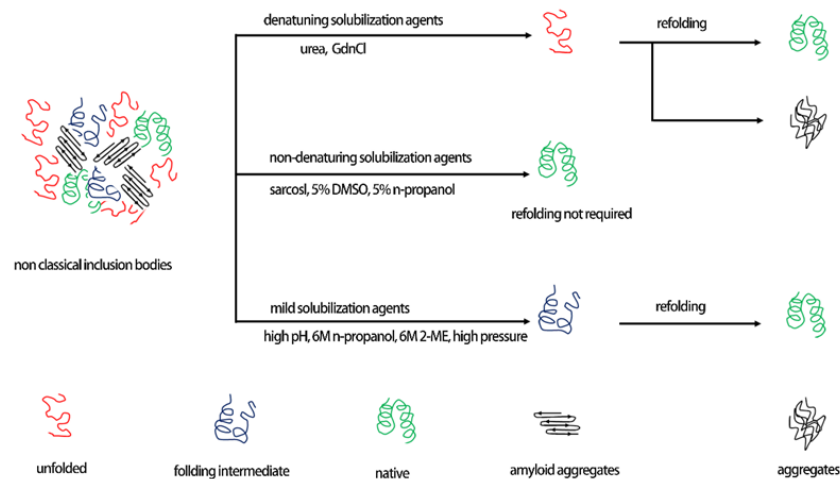 denatuning solubilization agents
urea, GdnCl
refolding
non-denaturing solubilization agents
sarcosl, 5% DMSO, 5% n-propanol
refolding not required
non classical inclusion bodies
mild solubilization agents
high pH, 6M n-propanol, 6M 2-ME, high pressure
refolding
unfolded
follding intermediate
native
amyloid aggregates
aggregates